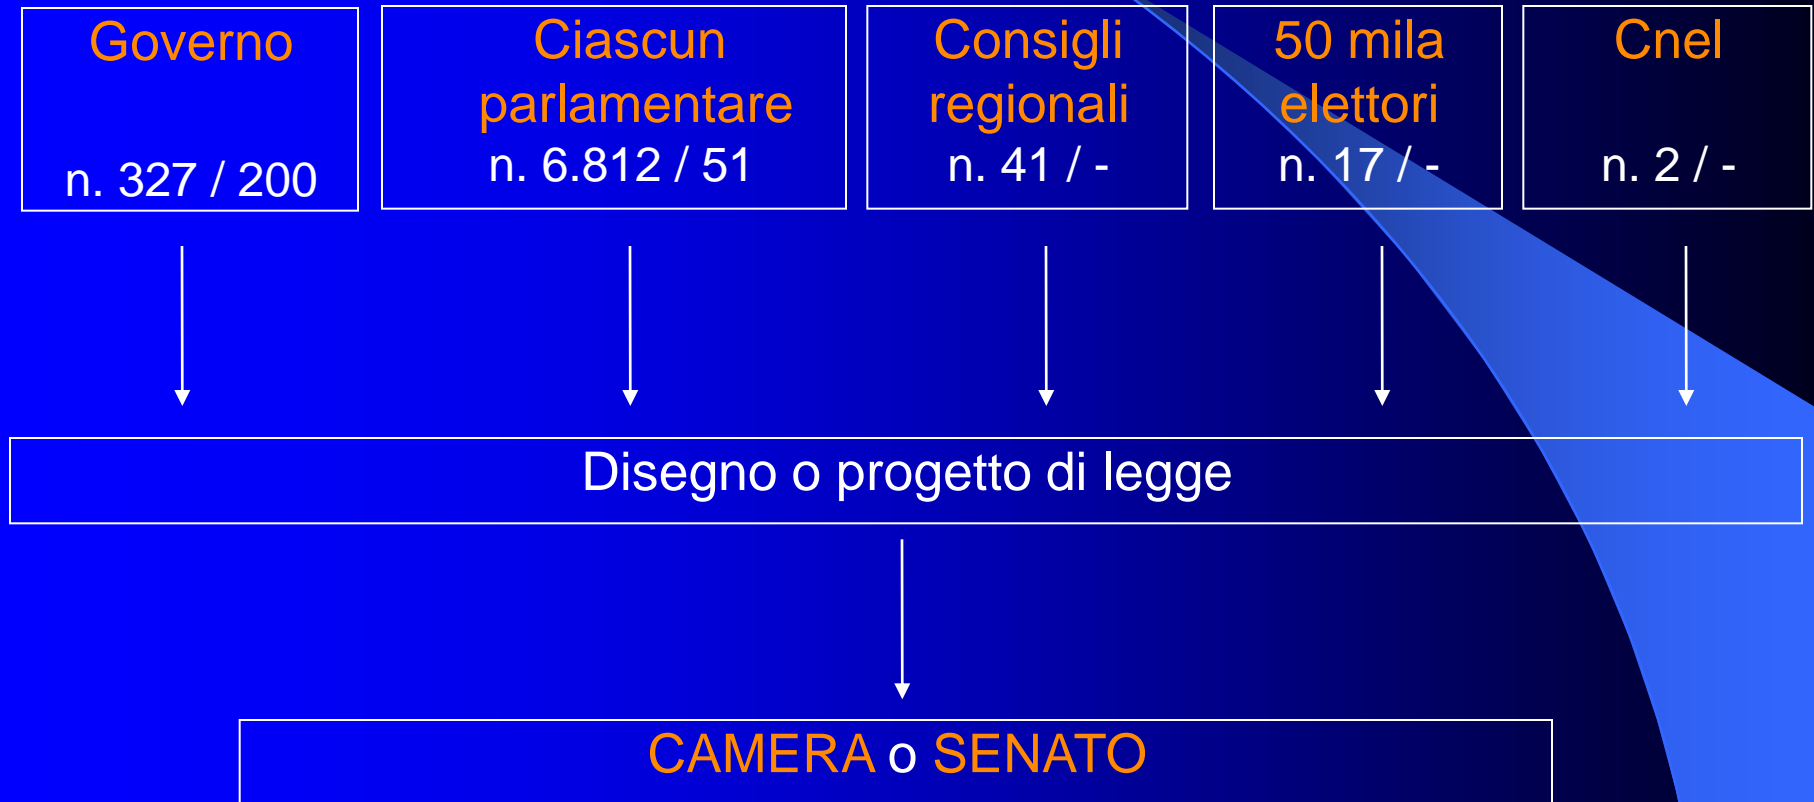 Governo
n. 327 / 200
Ciascun
parlamentare
n. 6.812 / 51
Consigli
regionali
n. 41 / -
50 mila
elettori
n. 17 / -
Cnel
n. 2 / -
Disegno o progetto di legge
CAMERA o SENATO